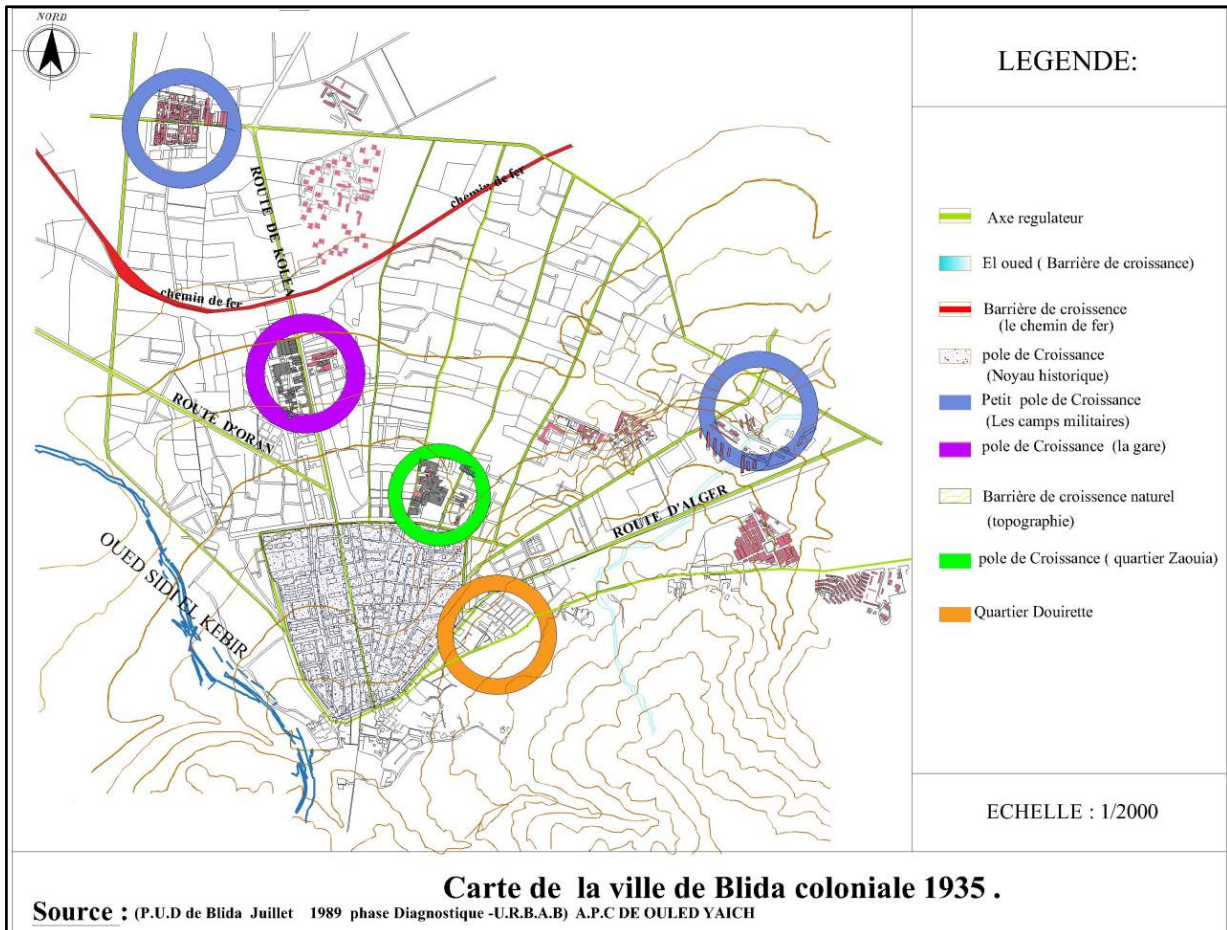 NORD
ROUTE DE KOLEA
chemin de fer
chemin de fer
ROUTE D'ORAN
ROUTE D'ALGER
OUED SIDI EL KEBIR
LEGENDE:
Axe regulateur
El oued ( Barrière de croissance)
Barrière de croissence
(le chemin de fer)
pole de Croissance
(Noyau historique)
Petit pole de Croissance
(Les camps militaires)
pole de Croissance (la gare)
Barrière de croissence naturel
(topographie)
pole de Croissance ( quartier Zaouia)
Quartier Douirette
ECHELLE : 1/2000
Carte de la ville de Blida coloniale 1935 .
Source : (P.U.D de Blida Juillet 1989 phase Diagnostique -U.R.B.A.B) A.P.C DE OULED YAICH